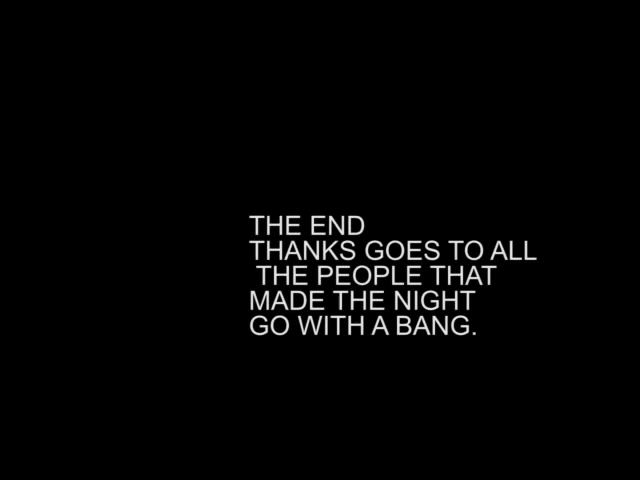 THE END
THANKS GOES TO ALL
THE PEOPLE THAT
MADE THE NIGHT
GO WITH A BANG.